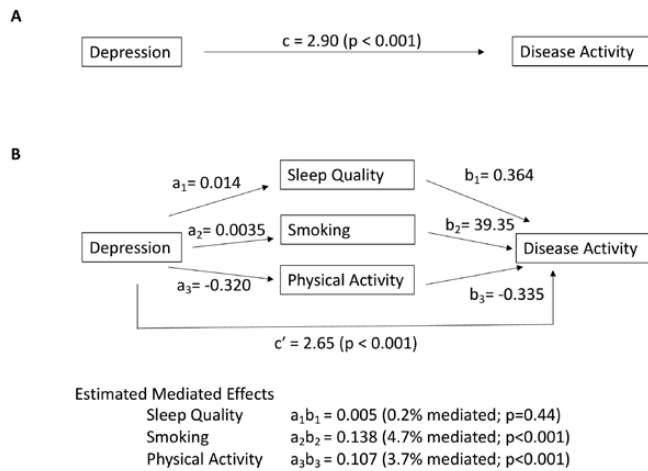 A
Depression
c = 2.90 (p < 0.001)
Disease Activity
B
Sleep Quality
a₁= 0.014
b₁= 0.364
a₂= 0.0035
Smoking
b₂= 39.35
Depression
Disease Activity
Physical Activity
a₃= -0.320
b₃= -0.335
c’ = 2.65 (p < 0.001)
Estimated Mediated Effects
Sleep Quality a₁b₁ = 0.005 (0.2% mediated; p=0.44)
Smoking a₂b₂ = 0.138 (4.7% mediated; p<0.001)
Physical Activity a₃b₃ = 0.107 (3.7% mediated; p<0.001)